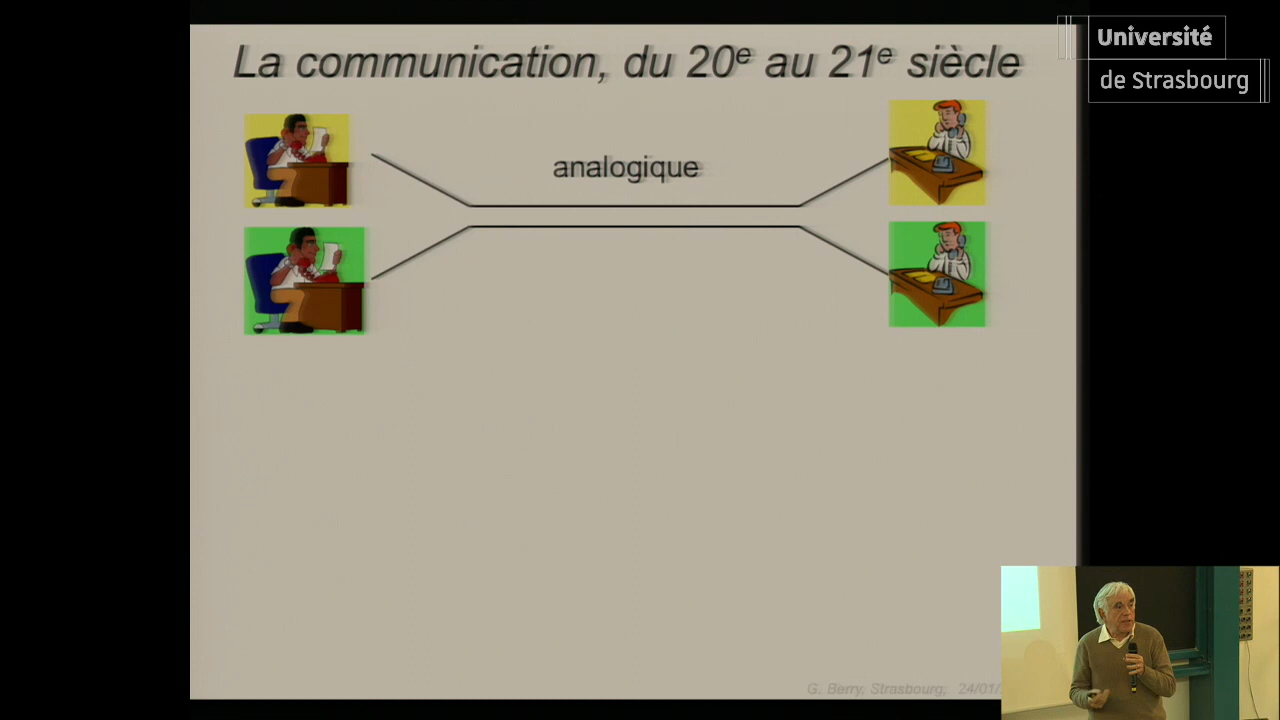 La communication, du 20e au 21e siècle
Université
de Strasbourg
analogique
G. Berry, Strasbourg, 24/01/